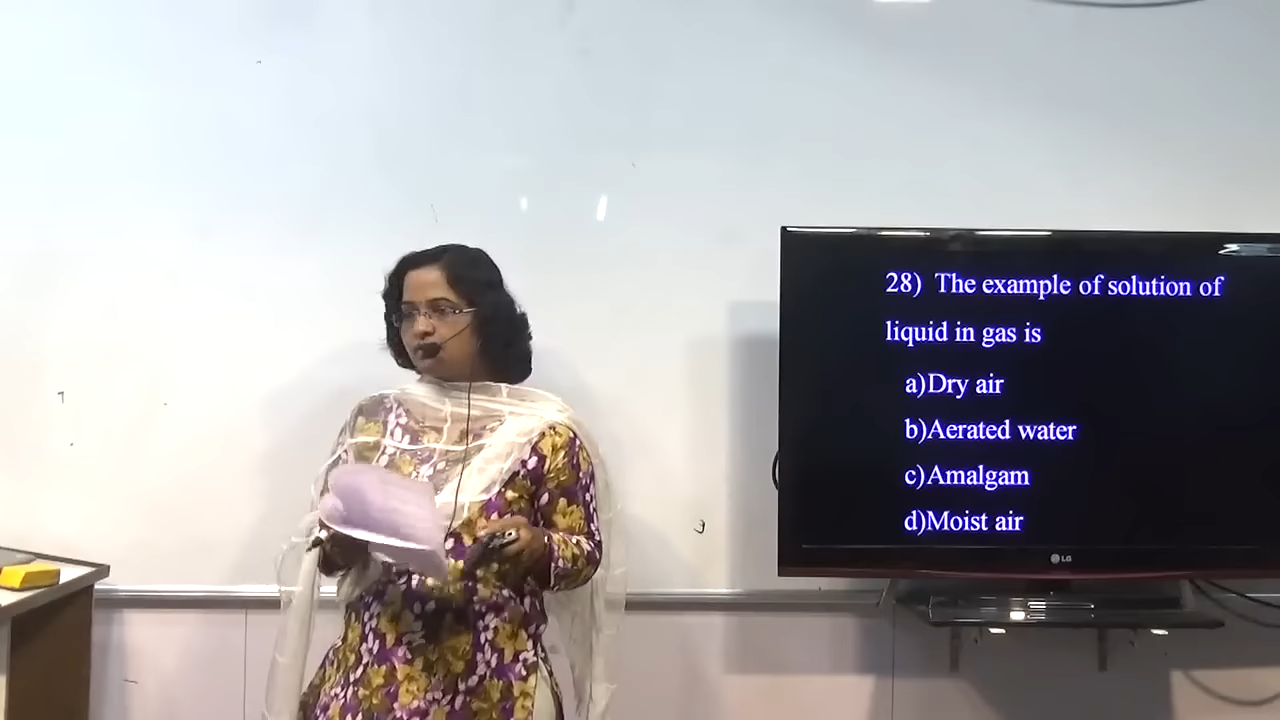 28) The example of solution of
liquid in gas is
a)Dry air
b)Aerated water
c)Amalgam
d)Moist air
LG